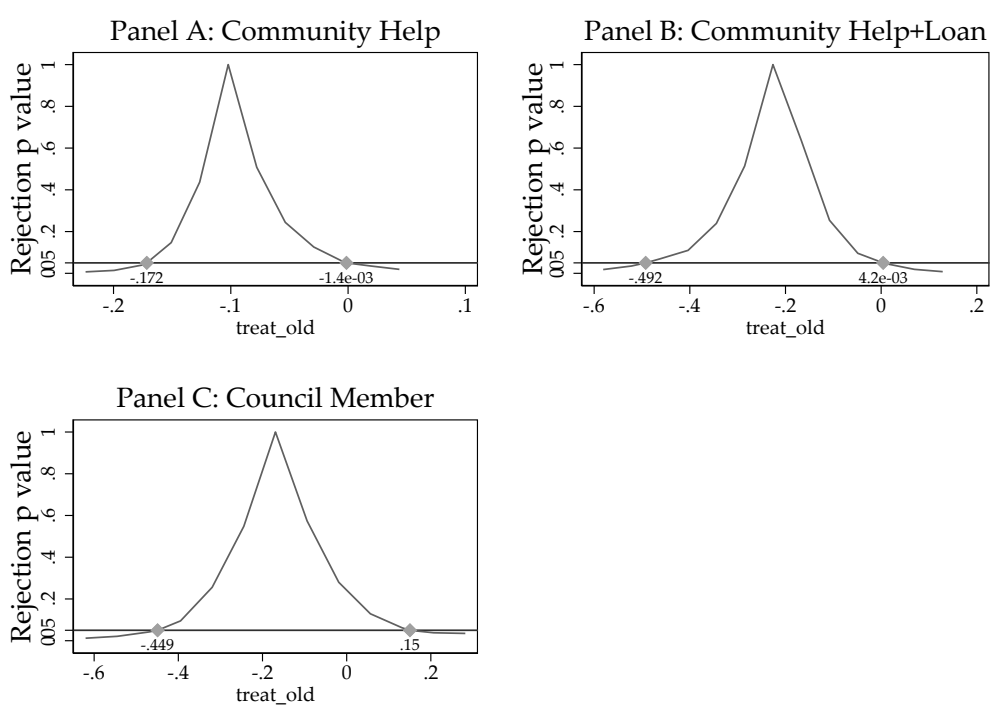 Panel A: Community Help
Rejection p value
0 .05 .2 .4 .6 .8 1
-.172 -1.4e-03
-.2 -.1 0 .1
treat_old
Panel B: Community Help+Loan
Rejection p value
0 .05 .2 .4 .6 .8 1
-.492 4.2e-03
-.6 -.4 -.2 0 .2
treat_old
Panel C: Council Member
Rejection p value
0 .05 .2 .4 .6 .8 1
-.449 .15
-.6 -.4 -.2 0 .2
treat_old